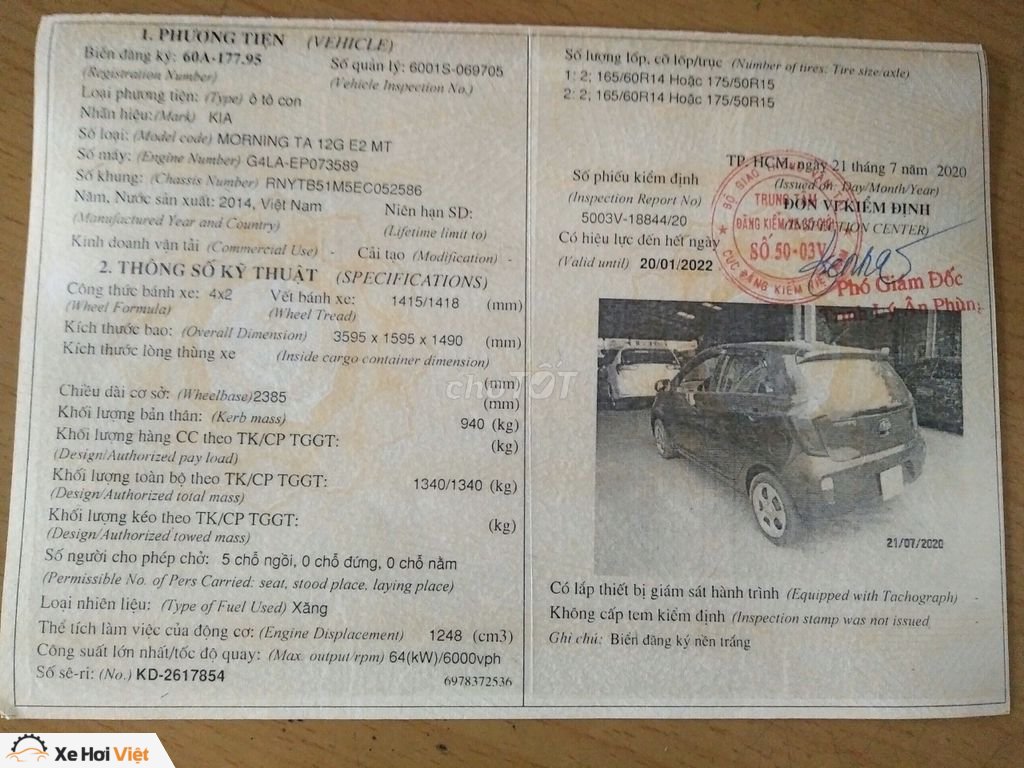 1. PHƯƠNG TIỆN (VEHICLE)
Biển đăng ký: 60A-177.95 Số quản lý: 6001S-069705
(Registration Number) (Vehicle Inspection No.)
Loại phương tiện: (Type) ô tô con
Nhãn hiệu: (Mark) KIA
Số loại: (Model code) MORNING TA 12G E2 MT
Số máy: (Engine Number) G4LA-EP073589
Số khung: (Chassis Number) RNYTB51M5EC052586
Năm, Nước sản xuất: 2014, Việt Nam Niên hạn SD:
(Manufactured Year and Country) (Lifetime limit to)
Kinh doanh vận tải (Commercial Use) - Cải tạo (Modification) -
2. THÔNG SỐ KỸ THUẬT (SPECIFICATIONS)
Công thức bánh xe: 4x2 Vết bánh xe: 1415/1418 (mm)
(Wheel Formula) (Wheel Tread)
Kích thước bao: (Overall Dimension) 3595 x 1595 x 1490 (mm)
Kích thước lòng thùng xe (Inside cargo container dimension)
(mm)
Chiều dài cơ sở: (Wheelbase) 2385 (mm)
Khối lượng bản thân: (Kerb mass) 940 (kg)
Khối lượng hàng CC theo TK/CP TGGT: (kg)
(Design/Authorized pay load)
Khối lượng toàn bộ theo TK/CP TGGT: 1340/1340 (kg)
(Design/Authorized total mass)
Khối lượng kéo theo TK/CP TGGT: (kg)
(Design/Authorized towed mass)
Số người cho phép chở: 5 chỗ ngồi, 0 chỗ đứng, 0 chỗ nằm
(Permissible No. of Pers Carried: seat, stood place, laying place)
Loại nhiên liệu: (Type of Fuel Used) Xăng
Thể tích làm việc của động cơ: (Engine Displacement) 1248 (cm3)
Công suất lớn nhất/tốc độ quay: (Max. output/rpm) 64(kW)/6000vph
Số sê-ri: (No.) KD-2617854 6978372536
Số lượng lốp, cỡ lốp/trục (Number of tires: Tire size/axle)
1: 2; 165/60R14 Hoặc 175/50R15
2: 2; 165/60R14 Hoặc 175/50R15
TP. HCM, ngày 21 tháng 7 năm 2020
(Issued on: Day/Month/Year)
Số phiếu kiểm định ĐƠN VỊ KIỂM ĐỊNH
(Inspection Report No) (INSPECTION CENTER)
5003V-18844/20
Có hiệu lực đến hết ngày
(Valid until) 20/01/2022
TRUNG TÂM
ĐĂNG KIỂM
SỐ 50-03V
CỤC ĐĂNG KIỂM
Phó Giám Đốc
chợ TỐT
21/07/2020
Có lắp thiết bị giám sát hành trình (Equipped with Tachograph) -
Không cấp tem kiểm định (Inspection stamp was not issued
Ghi chú: Biển đăng ký nền trắng
Xe Hơi Việt